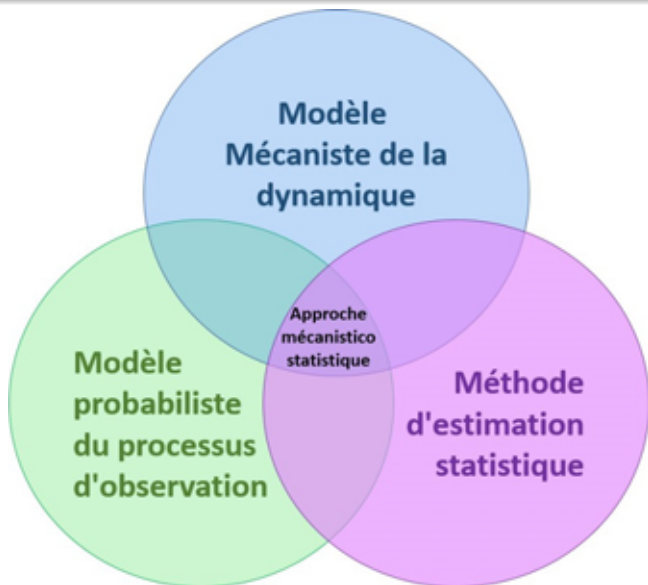 Modèle
Mécaniste de la
dynamique
Approche
mécanistico
statistique
Modèle
probabiliste
du processus
d'observation
Méthode
d'estimation
statistique